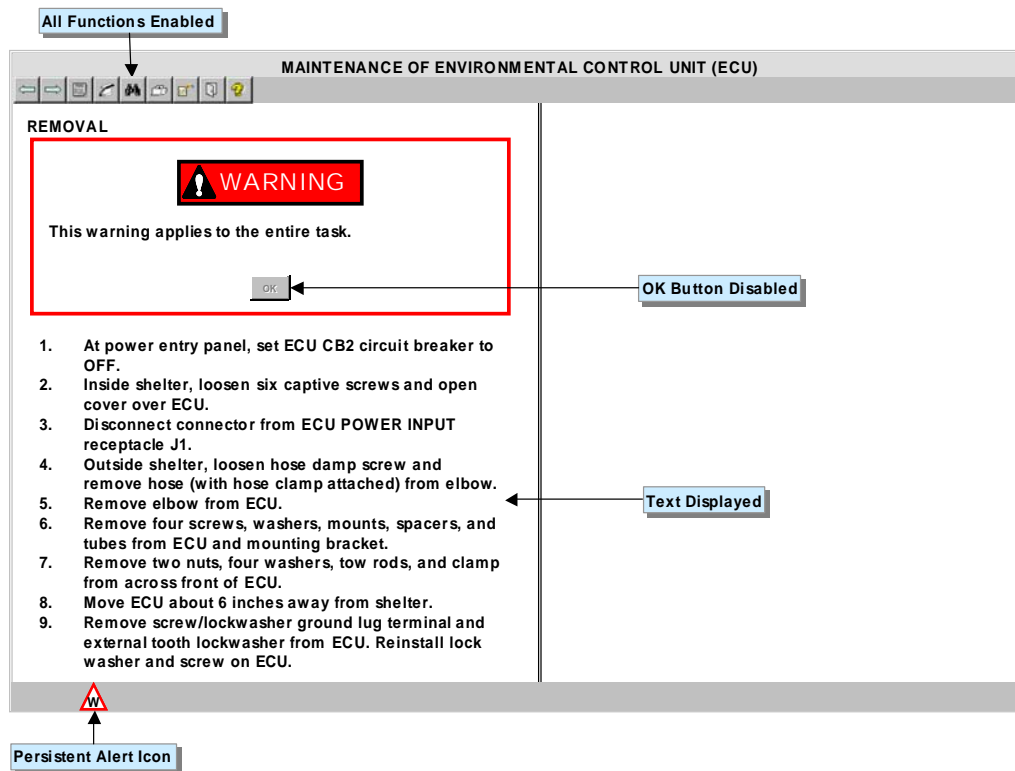 All Functions Enabled
MAINTENANCE OF ENVIRONMENTAL CONTROL UNIT (ECU)
REMOVAL
WARNING
This warning applies to the entire task.
OK
OK Button Disabled
1. At power entry panel, set ECU CB2 circuit breaker to
OFF.
2. Inside shelter, loosen six captive screws and open
cover over ECU.
3. Disconnect connector from ECU POWER INPUT
receptacle J1.
4. Outside shelter, loosen hose damp screw and
remove hose (with hose clamp attached) from elbow.
5. Remove elbow from ECU.
Text Displayed
6. Remove four screws, washers, mounts, spacers, and
tubes from ECU and mounting bracket.
7. Remove two nuts, four washers, tow rods, and clamp
from across front of ECU.
8. Move ECU about 6 inches away from shelter.
9. Remove screw/lockwasher ground lug terminal and
external tooth lockwasher from ECU. Reinstall lock
washer and screw on ECU.
W
Persistent Alert Icon